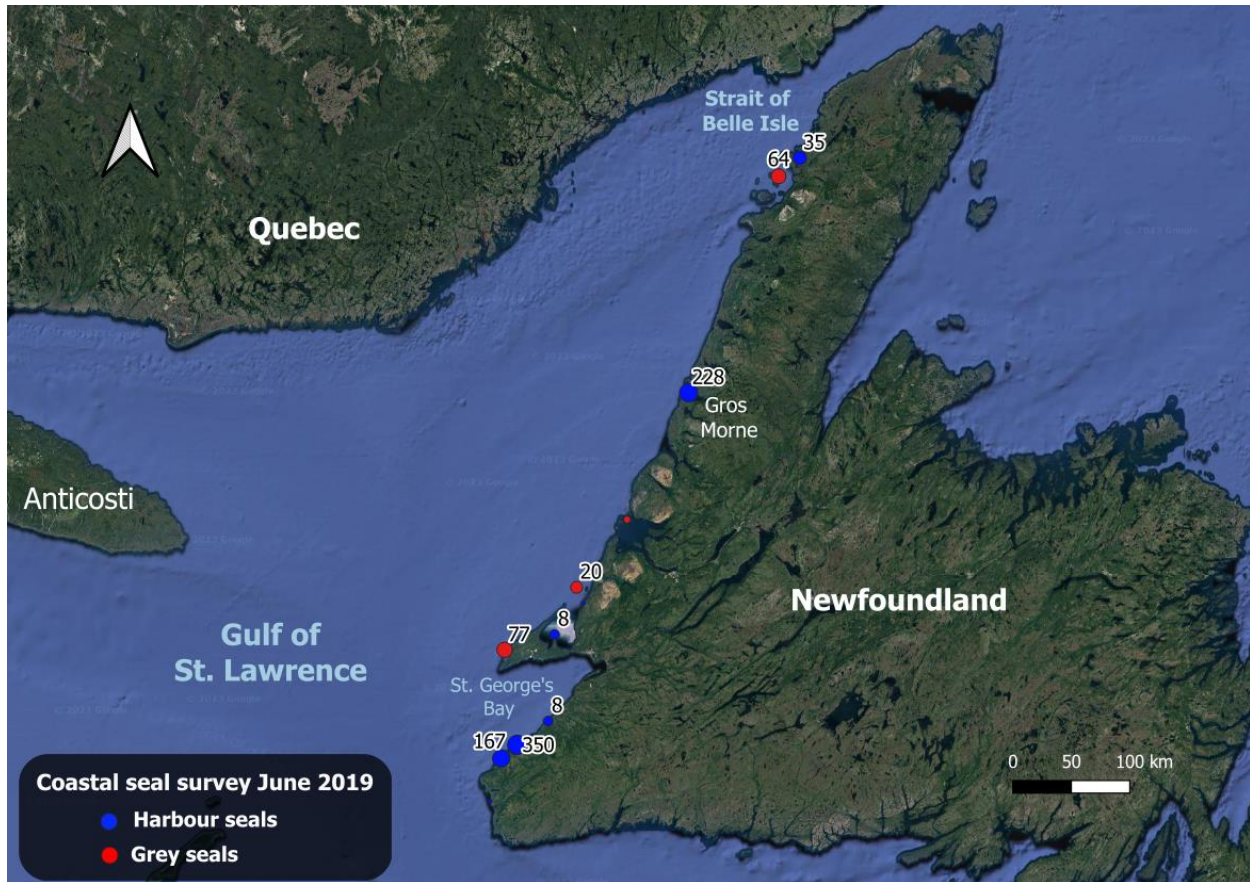 Strait of
Belle Isle
35
64
Quebec
228
Gros
Morne
Anticosti
20
Newfoundland
8
Gulf of
St. Lawrence
77
St. George's
Bay
8
167
350
0 50 100 km
Coastal seal survey June 2019
Harbour seals
Grey seals